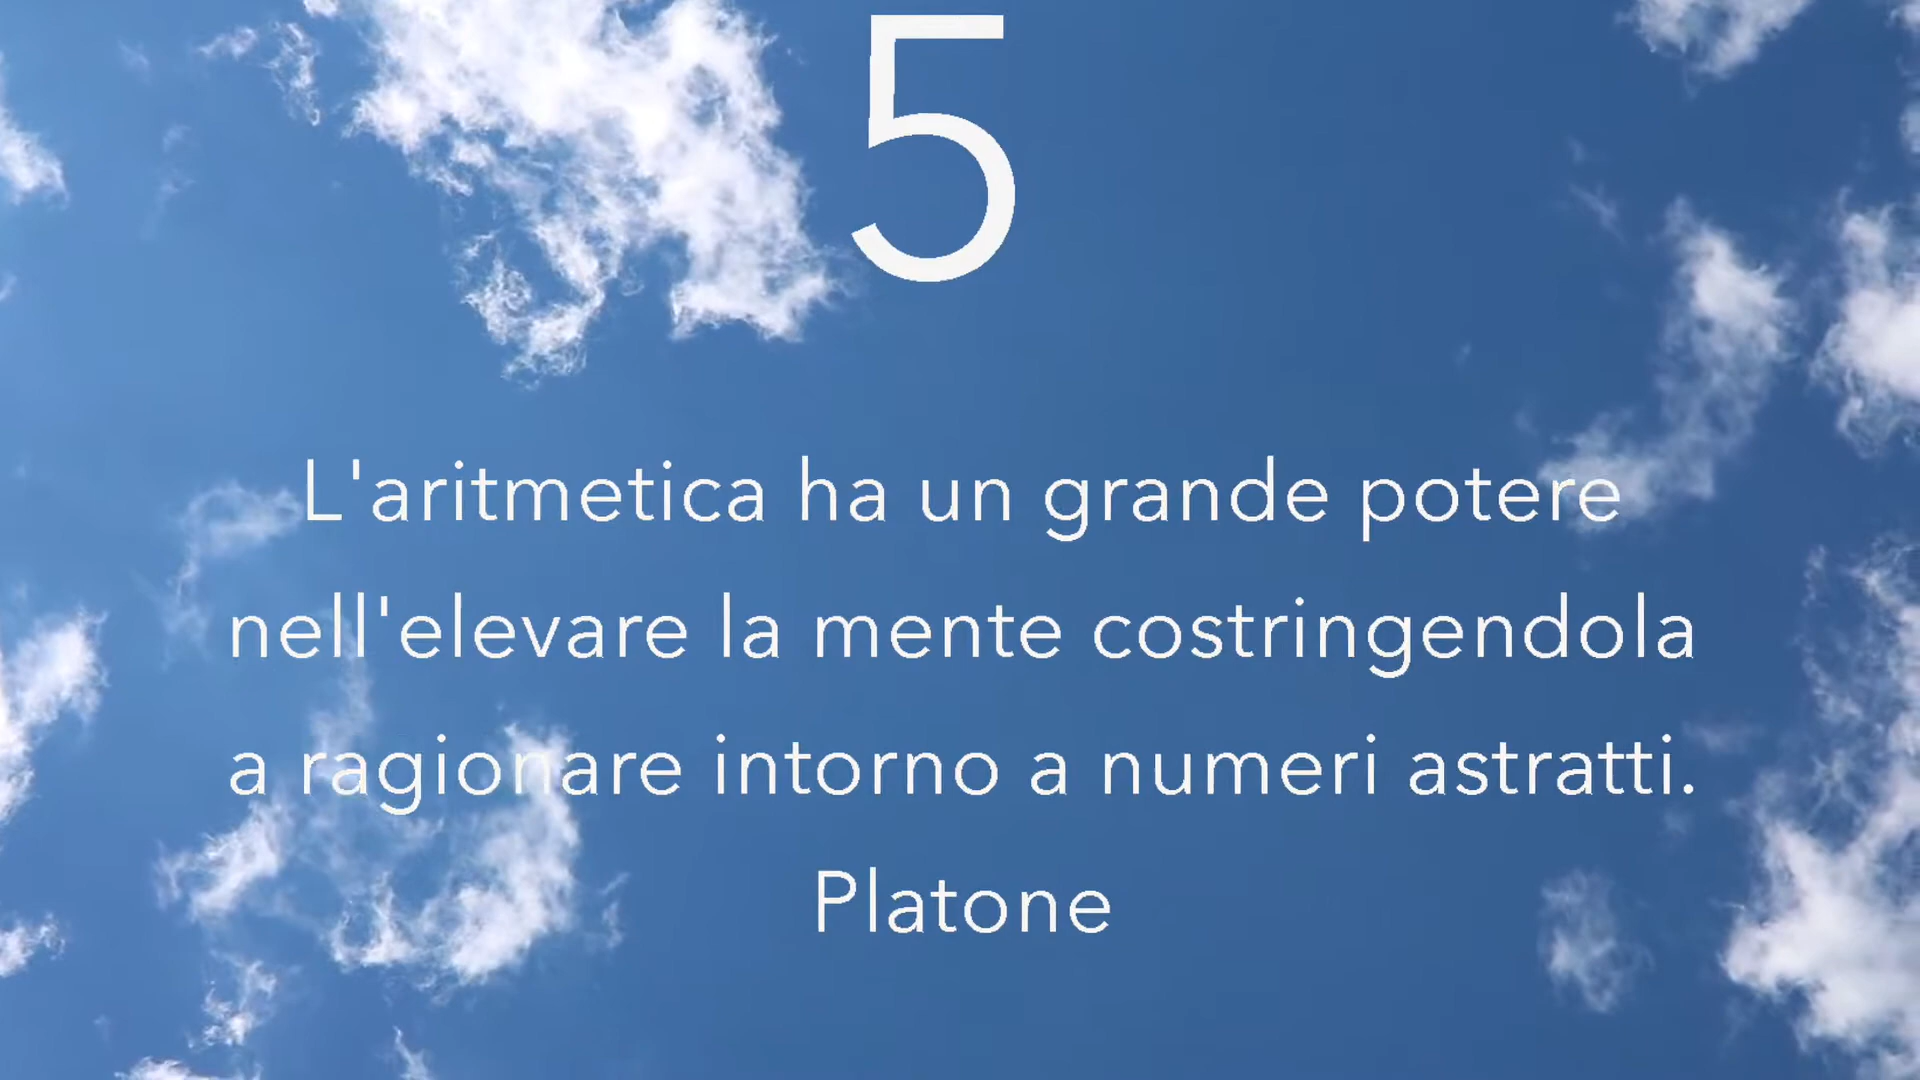 5
L'aritmetica ha un grande potere
nell'elevare la mente costringendola
a ragionare intorno a numeri astratti.
Platone